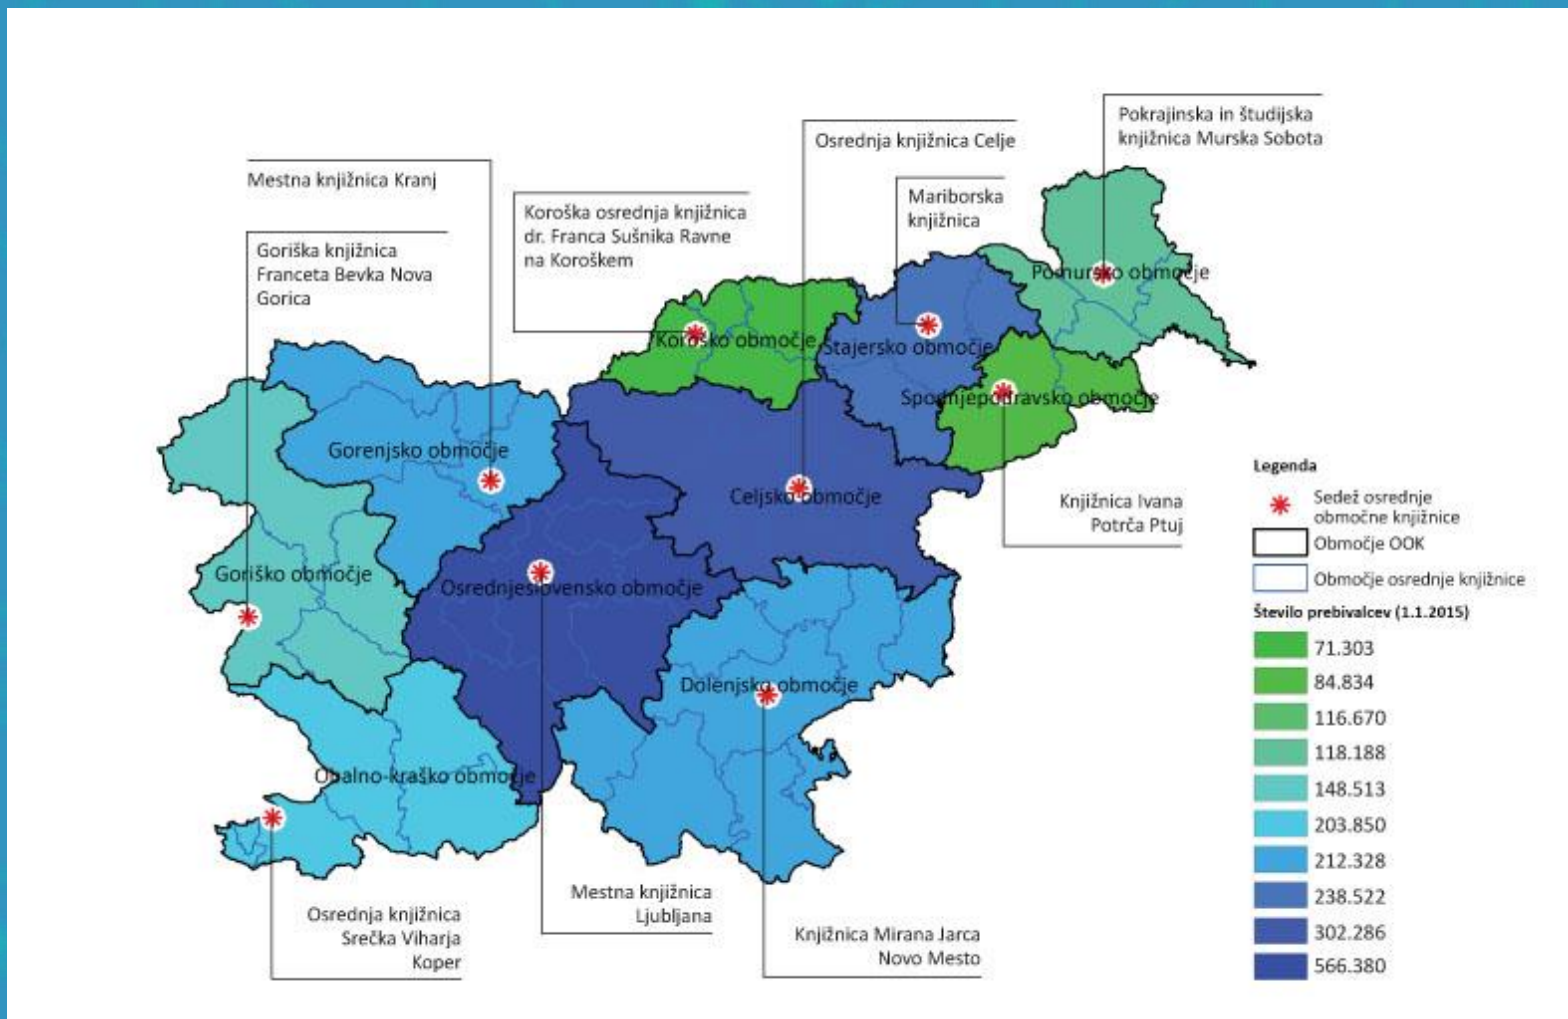 Pokrajinska in študijska
knjižnica Murska Sobota
Osrednja knjižnica Celje
Mestna knjižnica Kranj
Mariborska
knjižnica
Koroška osrednja knjižnica
dr. Franca Sušnika Ravne
na Koroškem
Goriška knjižnica
Franceta Bevka Nova
Gorica
Pomursko območje
Koroško območje
Štajersko območje
Spodnjepodravsko območje
Gorenjsko območje
Celjsko območje
Goriško območje
Osrednjeslovensko območje
Dolenjsko območje
Obalno-kraško območje
Knjižnica Ivana
Potrča Ptuj
Mestna knjižnica
Ljubljana
Osrednja knjižnica
Srečka Viharja
Koper
Knjižnica Mirana Jarca
Novo Mesto
Legenda
Sedež osrednje
območne knjižnice
Območje OOK
Območje osrednje knjižnice
Število prebivalcev (1.1.2015)
71.303
84.834
116.670
118.188
148.513
203.850
212.328
238.522
302.286
566.380